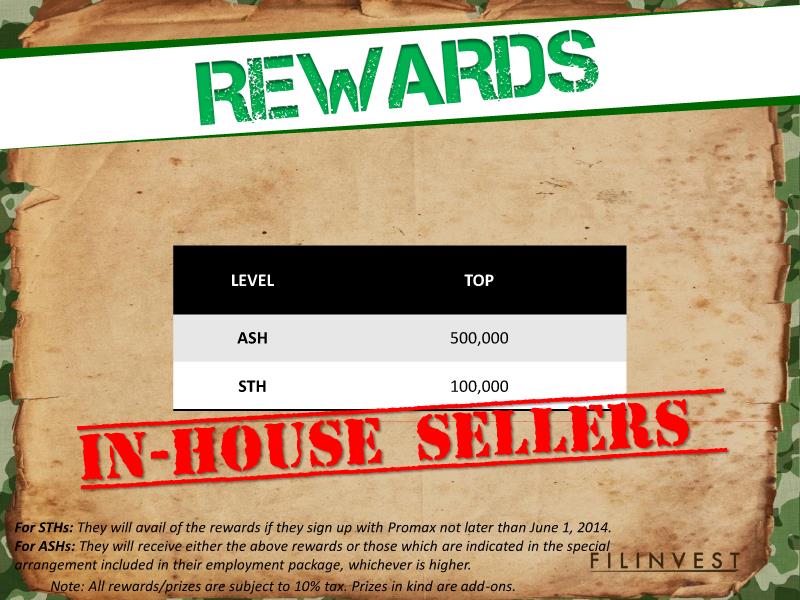 REWARDS
LEVEL TOP
ASH 500,000
STH 100,000
IN-HOUSE SELLERS
For STHs: They will avail of the rewards if they sign up with Promax not later than June 1, 2014.
For ASHs: They will receive either the above rewards or those which are indicated in the special
arrangement included in their employment package, whichever is higher.
FILINVEST
Note: All rewards/prizes are subject to 10% tax. Prizes in kind are add-ons.